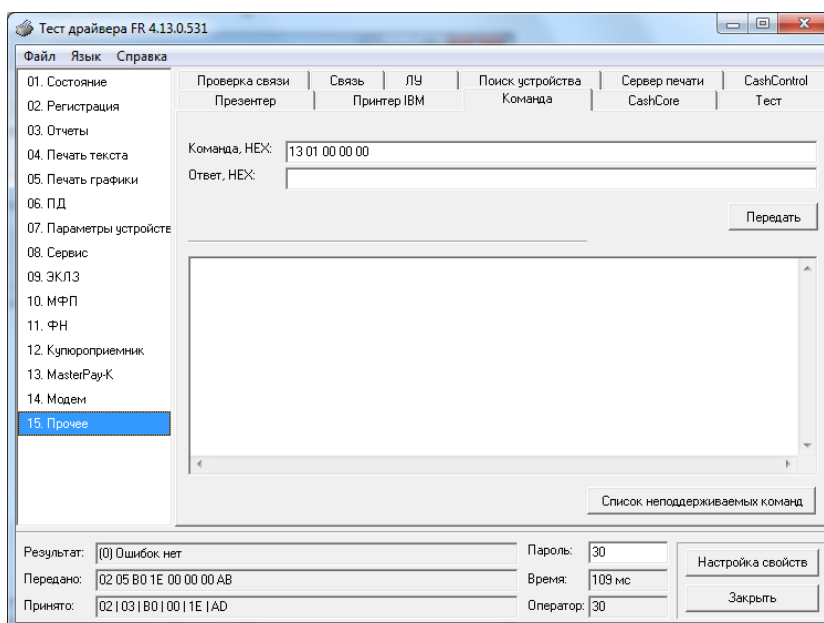 Тест драйвера FR 4.13.0.531
Файл Язык Справка
01. Состояние
02. Регистрация
03. Отчеты
04. Печать текста
05. Печать графики
06. ПД
07. Параметры устройств
08. Сервис
09. ЭКЛЗ
10. МФП
11. ФН
12. Купюроприемник
13. MasterPay-K
14. Модем
15. Прочее
Проверка связи Связь ЛУ Поиск устройства Сервер печати CashControl
Презентер Принтер IBM Команда CashCore Тест
Команда, HEX: 13 01 00 00 00
Ответ, HEX:
Передать
Список неподдерживаемых команд
Результат: (0) Ошибок нет
Передано: 02 05 B0 1E 00 00 00 AB
Принято: 02 | 03 | B0 | 00 | 1E | AD
Пароль: 30
Время: 109 мс
Оператор: 30
Настройка свойств
Закрыть